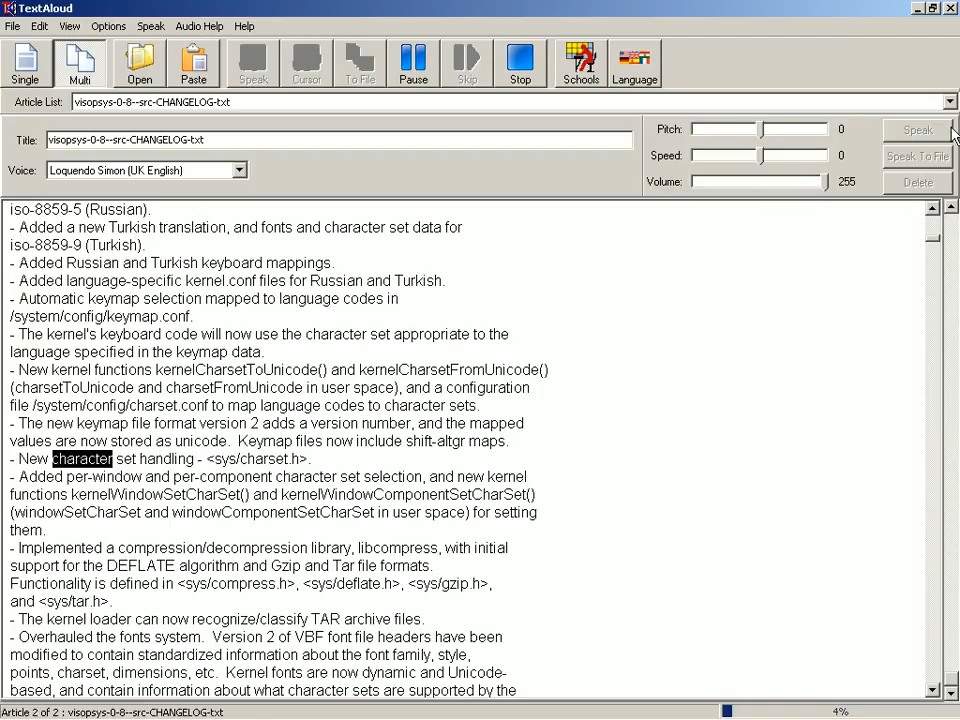 TextAloud
File Edit View Options Speak Audio Help Help
Single Multi Open Paste Speak Cursor To File Pause Skip Stop Schools Language
Article List: visopsys-0-8--src-CHANGELOG-txt
Title: visopsys-0-8--src-CHANGELOG-txt
Voice: Loquendo Simon (UK English)
Pitch: 0 Speak
Speed: 0 Speak To File
Volume: 255 Delete
iso-8859-5 (Russian).
- Added a new Turkish translation, and fonts and character set data for
iso-8859-9 (Turkish).
- Added Russian and Turkish keyboard mappings.
- Added language-specific kernel.conf files for Russian and Turkish.
- Automatic keymap selection mapped to language codes in
/system/config/keymap.conf.
- The kernel's keyboard code will now use the character set appropriate to the
language specified in the keymap data.
- New kernel functions kernelCharsetToUnicode() and kernelCharsetFromUnicode()
(charsetToUnicode and charsetFromUnicode in user space), and a configuration
file /system/config/charset.conf to map language codes to character sets.
- The new keymap file format version 2 adds a version number, and the mapped
values are now stored as unicode.  Keymap files now include shift-altgr maps.
- New character set handling - <sys/charset.h>.
- Added per-window and per-component character set selection, and new kernel
functions kernelWindowSetCharSet() and kernelWindowComponentSetCharSet()
(windowSetCharSet and windowComponentSetCharSet in user space) for setting
them.
- Implemented a compression/decompression library, libcompress, with initial
support for the DEFLATE algorithm and Gzip and Tar file formats.
Functionality is defined in <sys/compress.h>, <sys/deflate.h>, <sys/gzip.h>,
and <sys/tar.h>.
- The kernel loader can now recognize/classify TAR archive files.
- Overhauled the fonts system.  Version 2 of VBF font file headers have been
modified to contain standardized information about the font family, style,
points, charset, dimensions, etc.  Kernel fonts are now dynamic and Unicode-
based, and contain information about what character sets are supported by the
Article 2 of 2 : visopsys-0-8--src-CHANGELOG-txt 4%